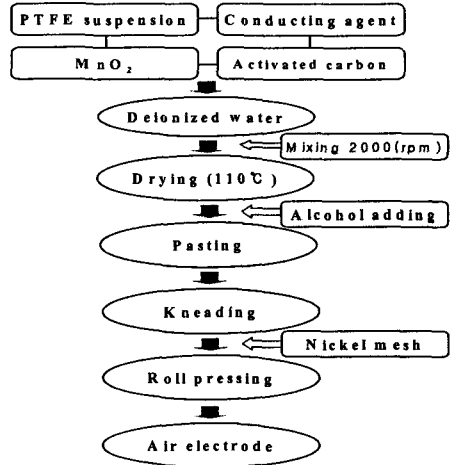 PTFE suspension
Conducting agent
MnO₂
Activated carbon
Deionized water
Mixing 2000(rpm)
Drying (110℃)
Alcohol adding
Pasting
Kneading
Nickel mesh
Roll pressing
Air electrode